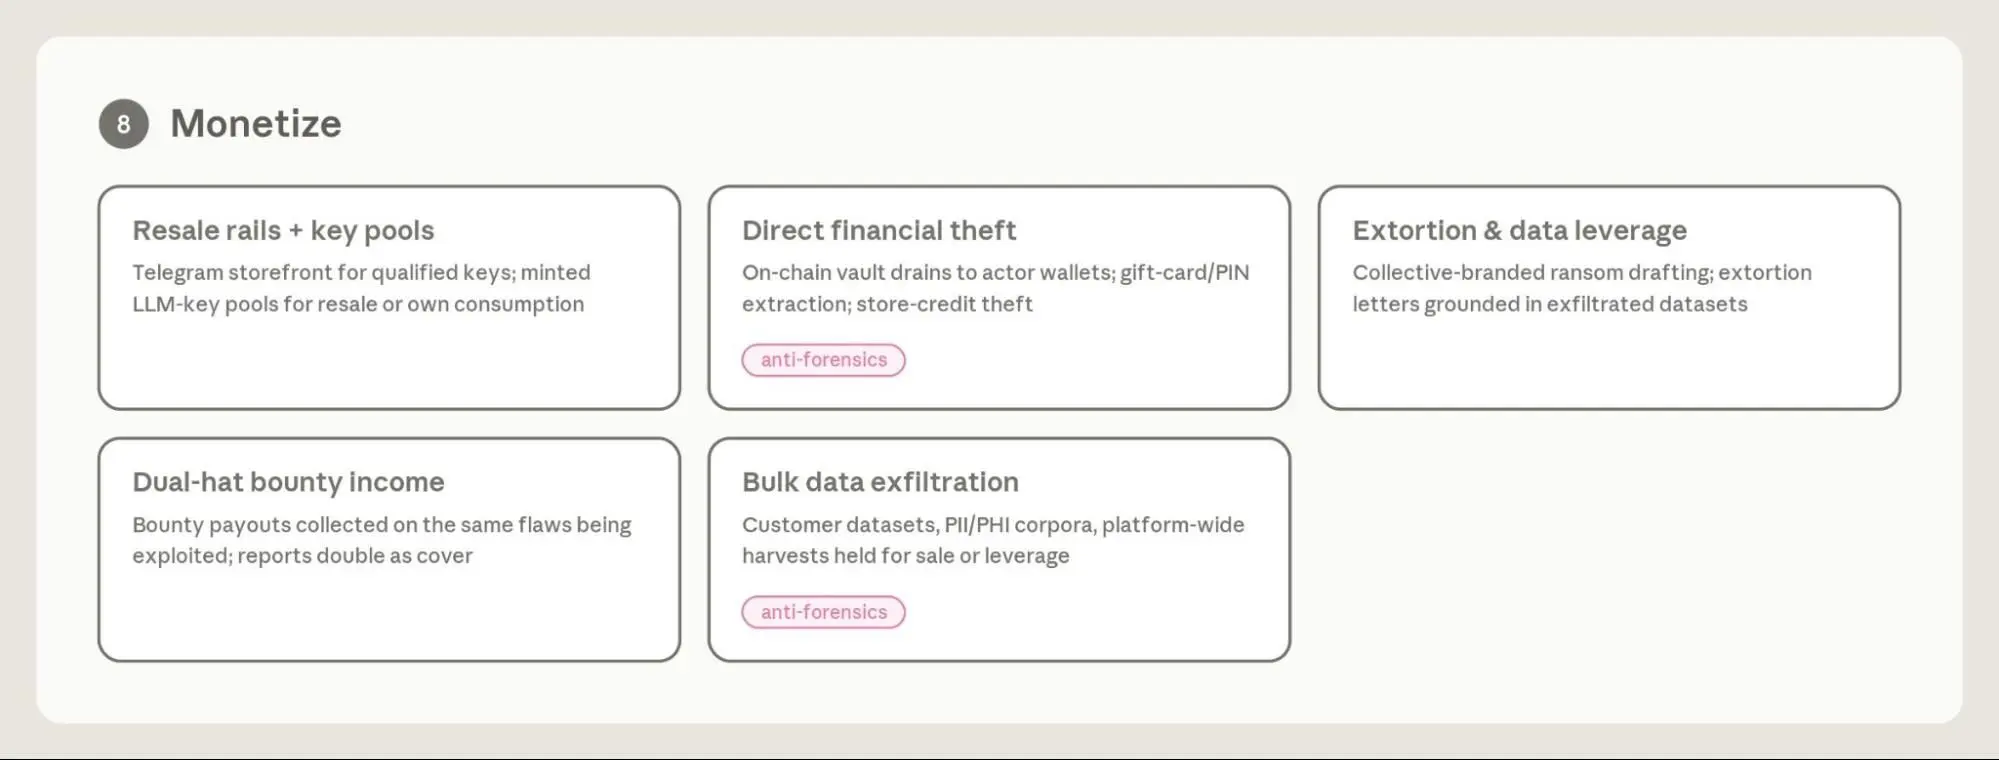 8 Monetize
Resale rails + key pools
Telegram storefront for qualified keys; minted
LLM-key pools for resale or own consumption
Direct financial theft
On-chain vault drains to actor wallets; gift-card/PIN
extraction; store-credit theft
anti-forensics
Extortion & data leverage
Collective-branded ransom drafting; extortion
letters grounded in exfiltrated datasets
Dual-hat bounty income
Bounty payouts collected on the same flaws being
exploited; reports double as cover
Bulk data exfiltration
Customer datasets, PII/PHI corpora, platform-wide
harvests held for sale or leverage
anti-forensics